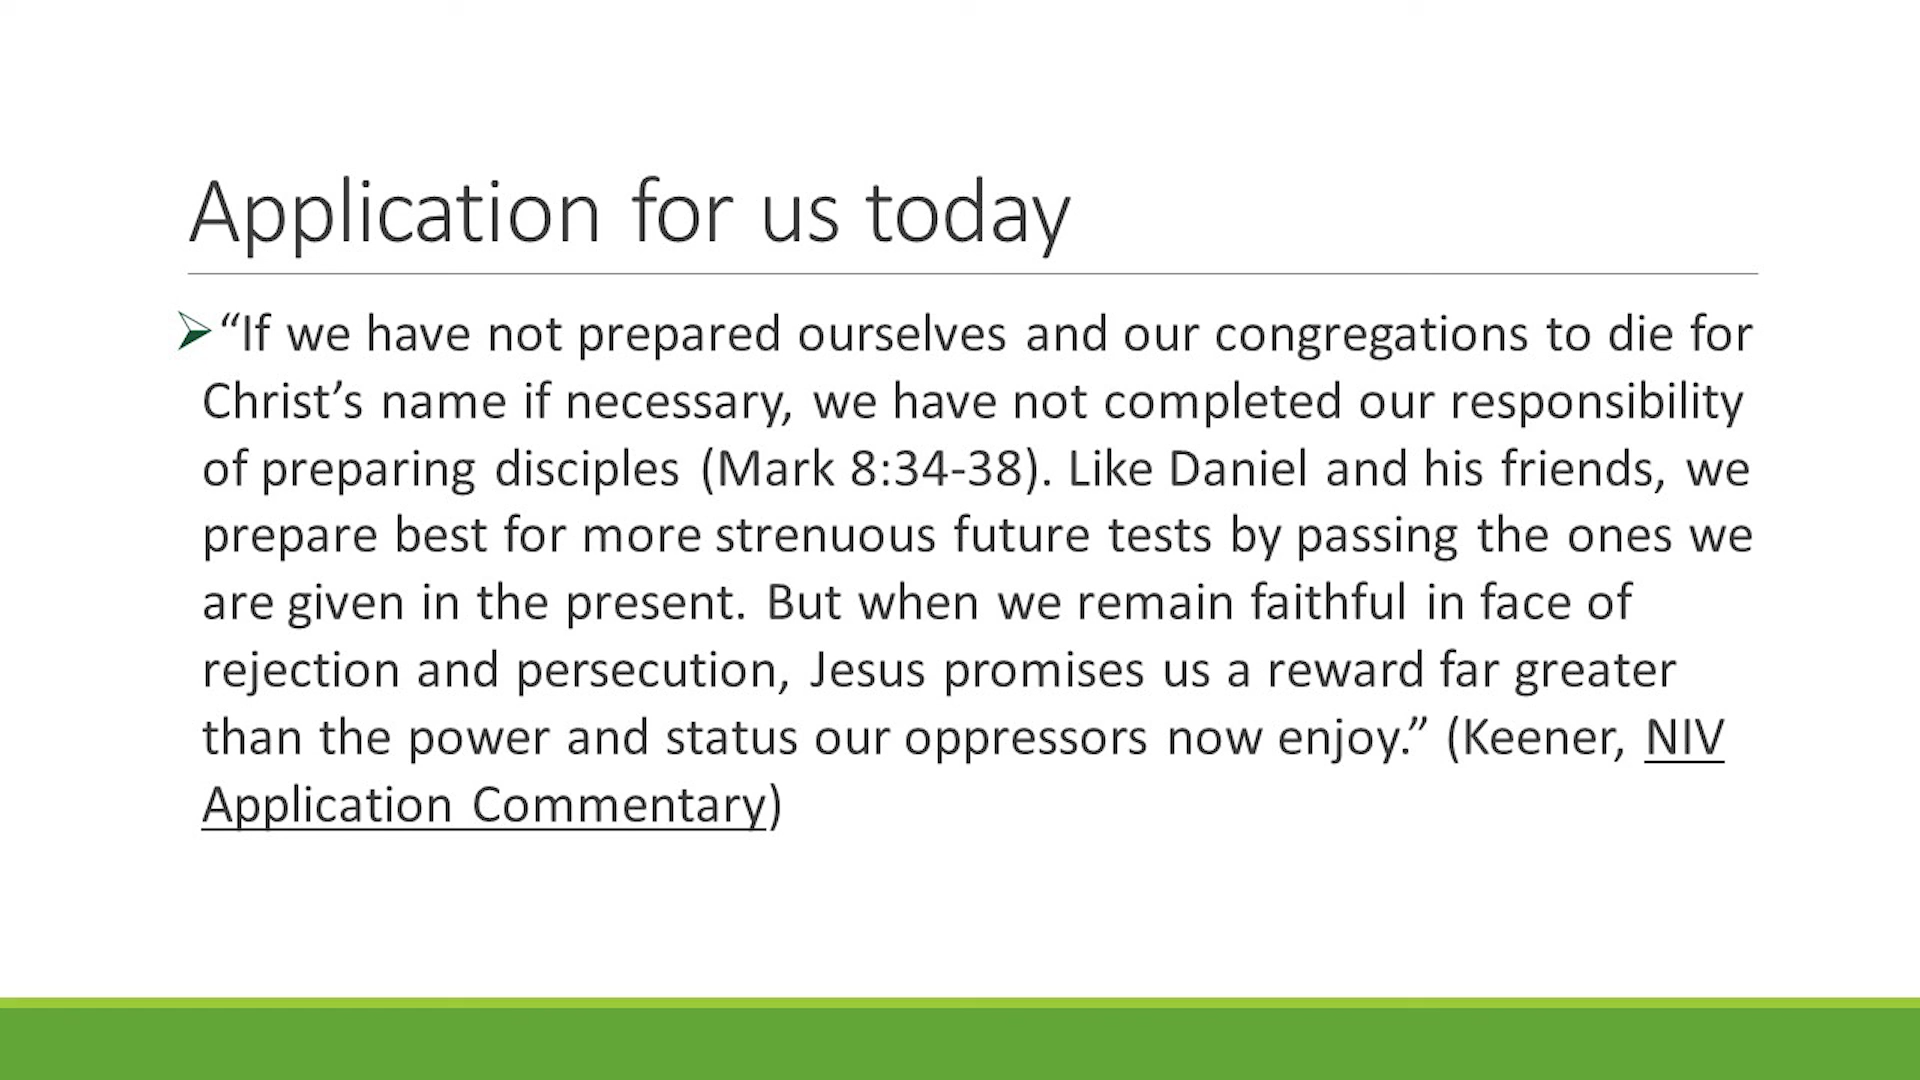 Application for us today
“If we have not prepared ourselves and our congregations to die for
Christ’s name if necessary, we have not completed our responsibility
of preparing disciples (Mark 8:34-38). Like Daniel and his friends, we
prepare best for more strenuous future tests by passing the ones we
are given in the present. But when we remain faithful in face of
rejection and persecution, Jesus promises us a reward far greater
than the power and status our oppressors now enjoy.” (Keener, NIV
Application Commentary)